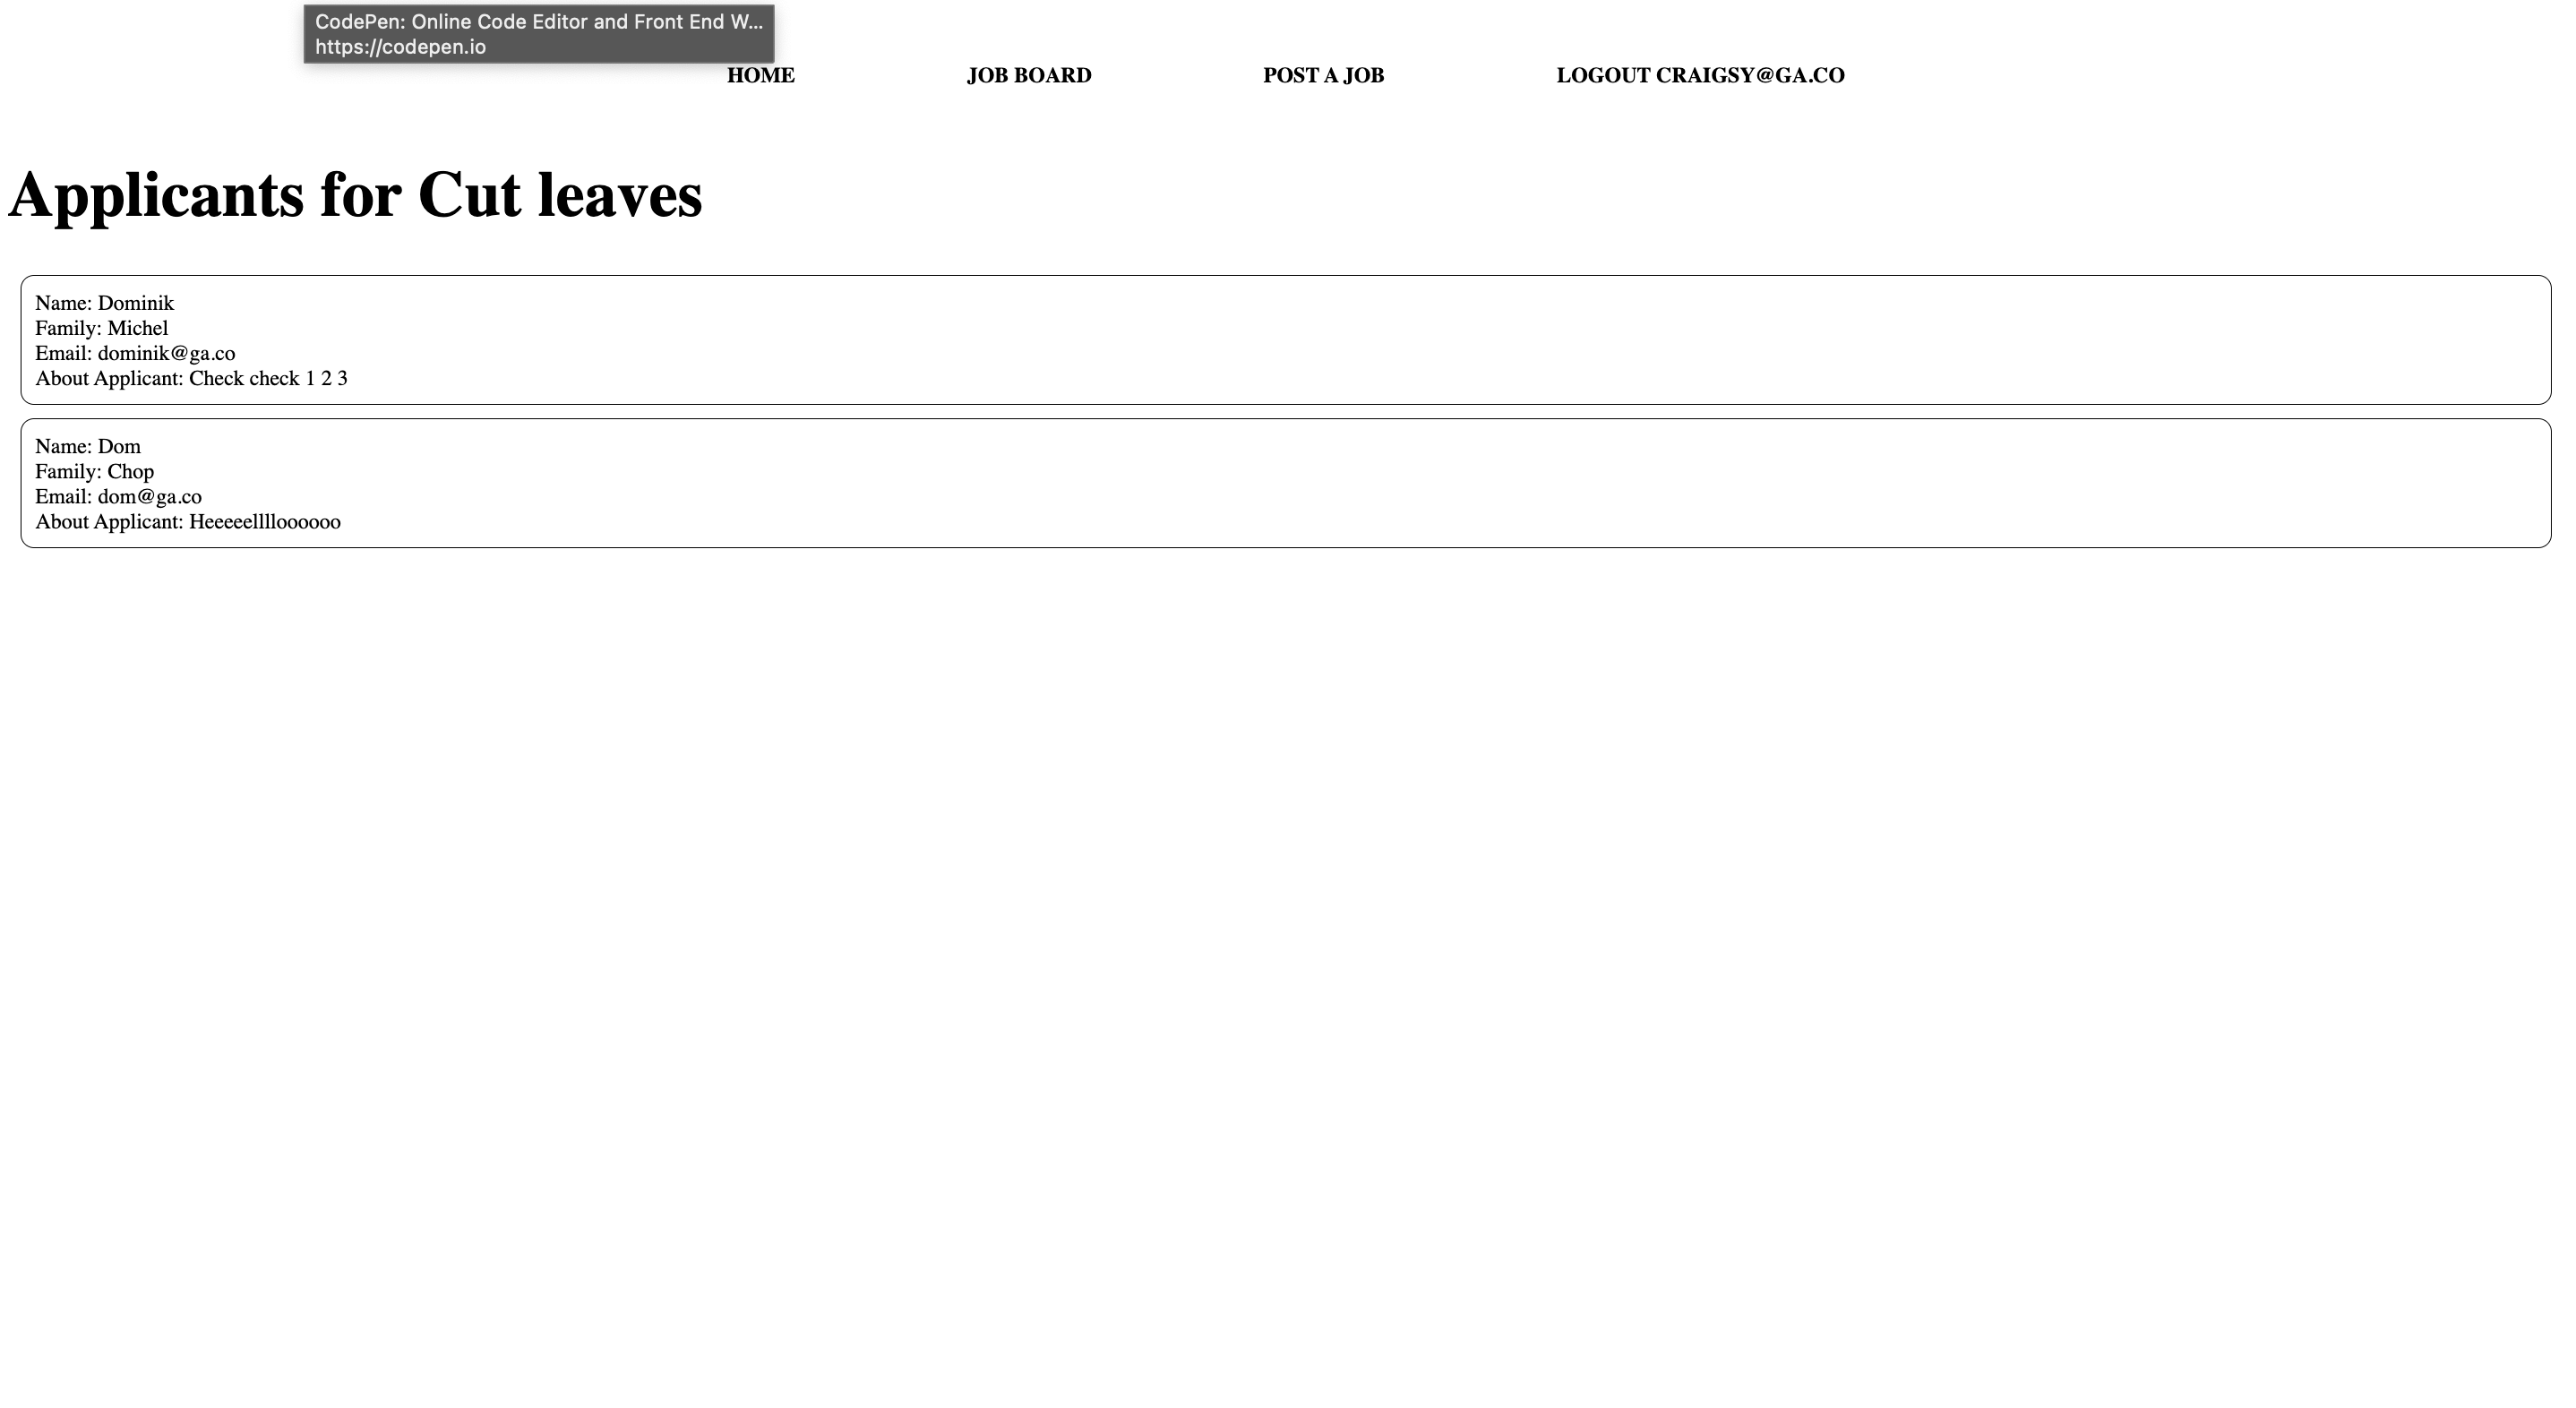 CodePen: Online Code Editor and Front End W...
https://codepen.io
HOME JOB BOARD POST A JOB LOGOUT CRAIGSY@GA.CO
Applicants for Cut leaves
Name: Dominik
Family: Michel
Email: dominik@ga.co
About Applicant: Check check 1 2 3
Name: Dom
Family: Chop
Email: dom@ga.co
About Applicant: Heeeeelllloooooo